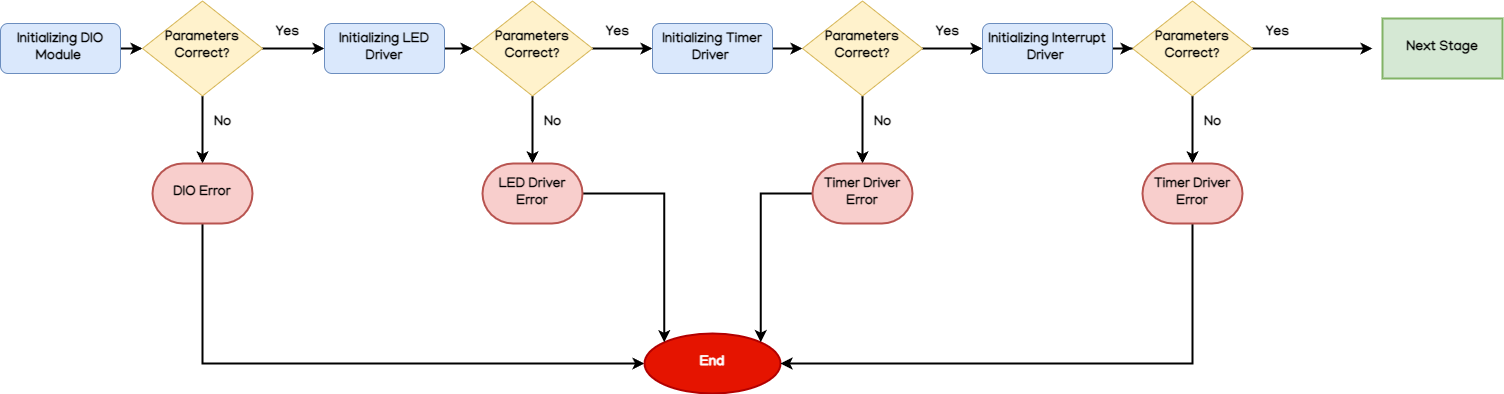 Initializing DIO
Module
Parameters
Correct?
Yes
Initializing LED
Driver
Parameters
Correct?
Yes
Initializing Timer
Driver
Parameters
Correct?
Yes
Initializing Interrupt
Driver
Parameters
Correct?
Yes
Next Stage
No
No
No
No
DIO Error
LED Driver
Error
Timer Driver
Error
Timer Driver
Error
End